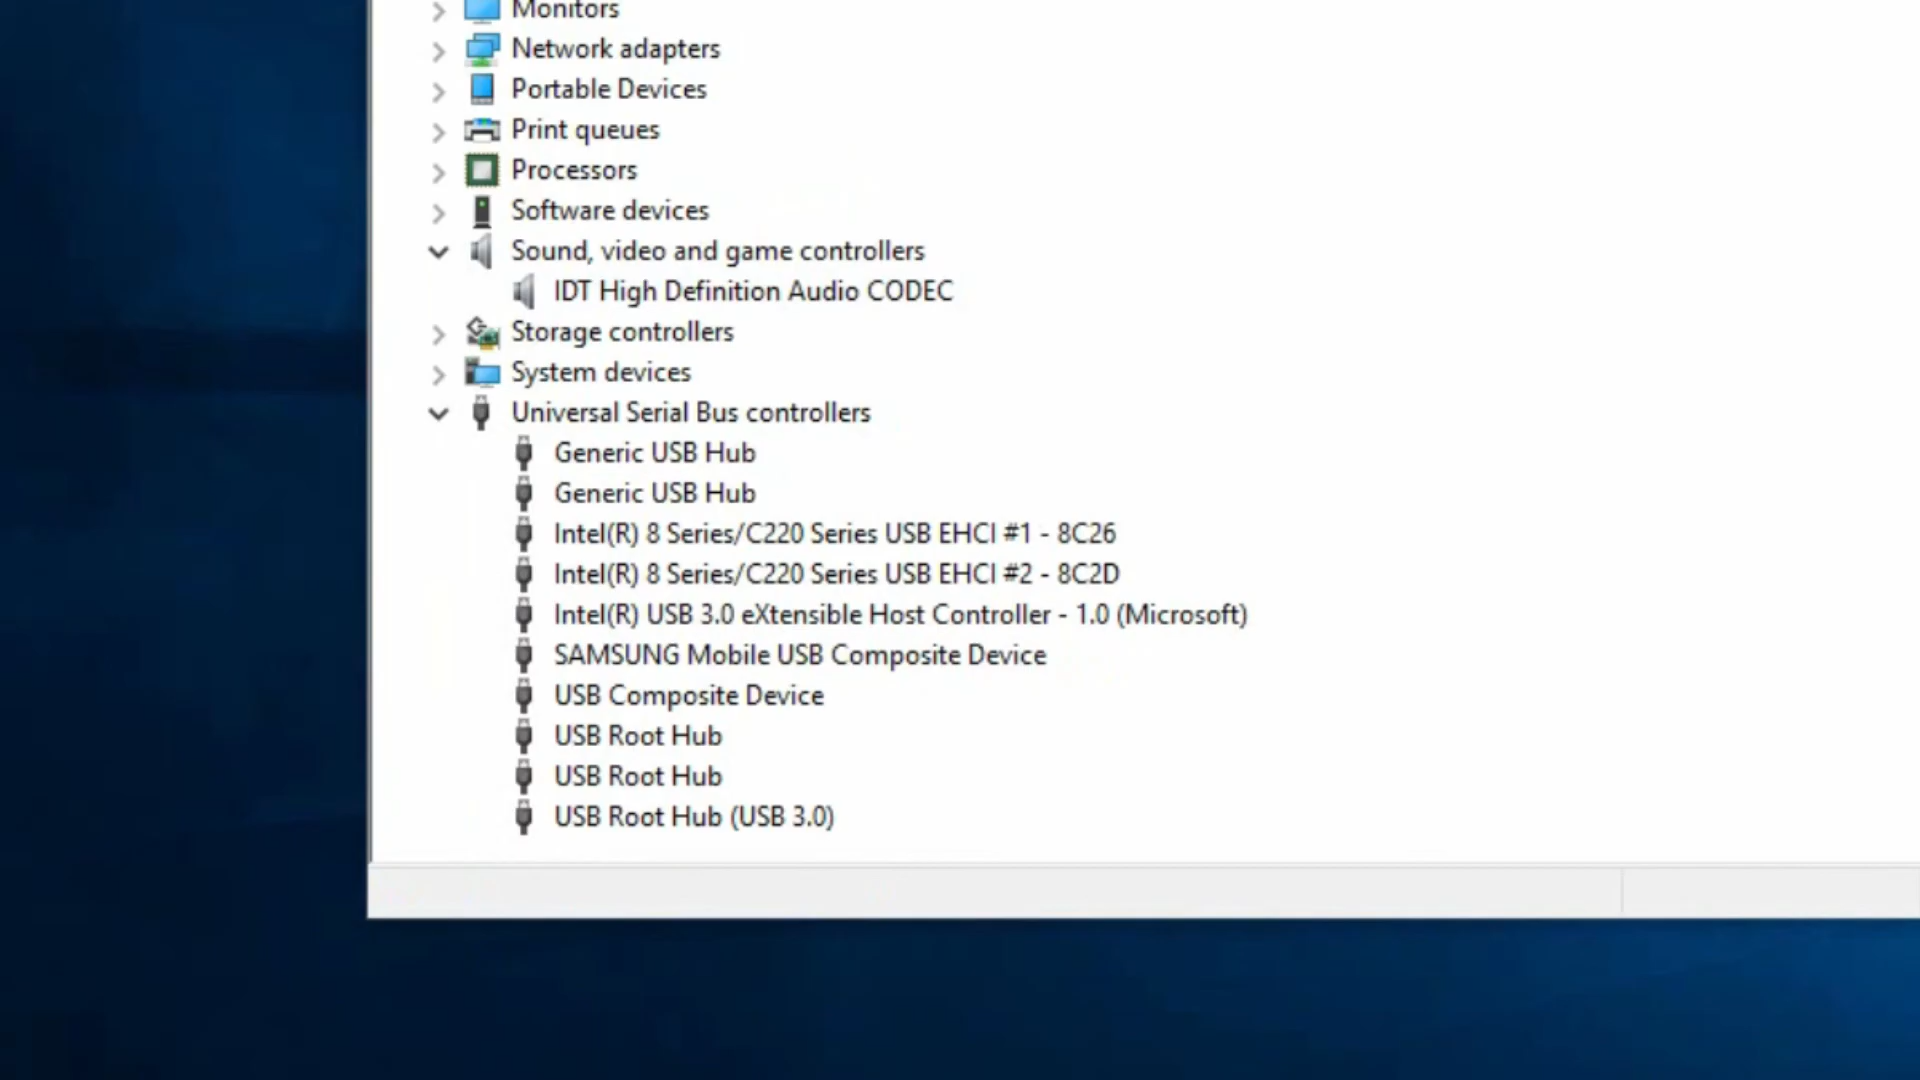 Monitors
Network adapters
Portable Devices
Print queues
Processors
Software devices
Sound, video and game controllers
IDT High Definition Audio CODEC
Storage controllers
System devices
Universal Serial Bus controllers
Generic USB Hub
Generic USB Hub
Intel(R) 8 Series/C220 Series USB EHCI #1 - 8C26
Intel(R) 8 Series/C220 Series USB EHCI #2 - 8C2D
Intel(R) USB 3.0 eXtensible Host Controller - 1.0 (Microsoft)
SAMSUNG Mobile USB Composite Device
USB Composite Device
USB Root Hub
USB Root Hub
USB Root Hub (USB 3.0)